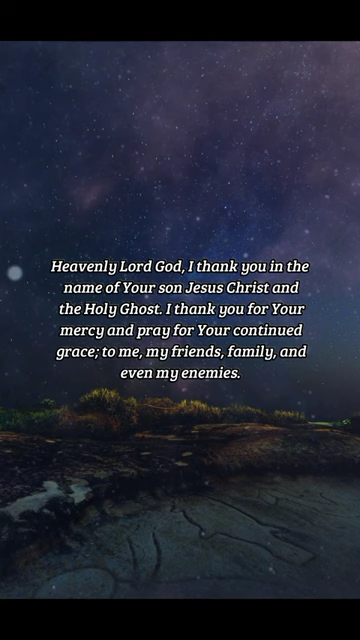 Heavenly Lord God, I thank you in the
name of Your son Jesus Christ and
the Holy Ghost. I thank you for Your
mercy and pray for Your continued
grace; to me, my friends, family, and
even my enemies.